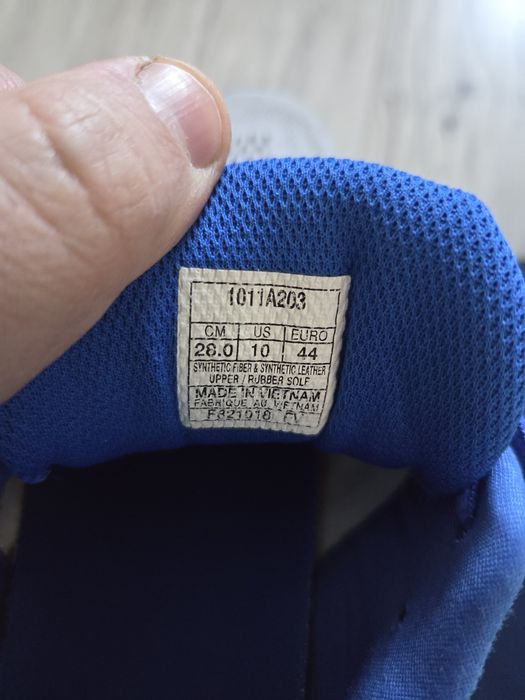 1011A203
CM US EURO
28.0 10 44
SYNTHETIC FIBER & SYNTHETIC LEATHER
UPPER / RUBBER SOLE
MADE IN VIETNAM
FABRIQUE AU VIETNAM